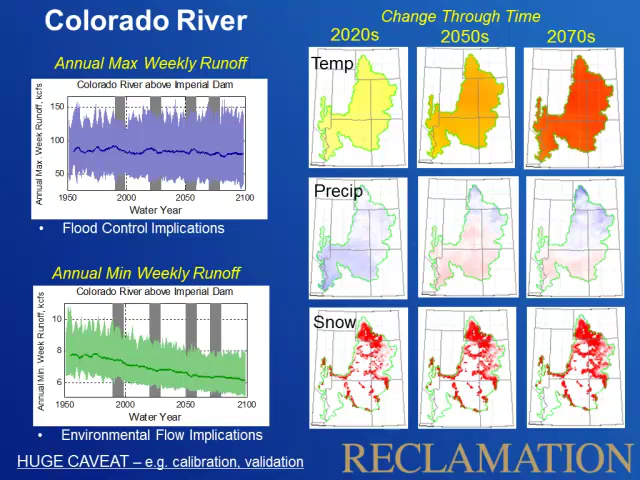 Colorado River
Change Through Time
2020s
2050s
2070s
Annual Max Weekly Runoff
Colorado River above Imperial Dam
Annual Max. Week Runoff, kcfs
150
100
50
1950
2000
2050
2100
Water Year
• Flood Control Implications
Temp
Precip
Snow
Annual Min Weekly Runoff
Colorado River above Imperial Dam
Annual Min. Week Runoff, kcfs
10
8
6
1950
2000
2050
2100
Water Year
• Environmental Flow Implications
HUGE CAVEAT – e.g. calibration, validation
RECLAMATION